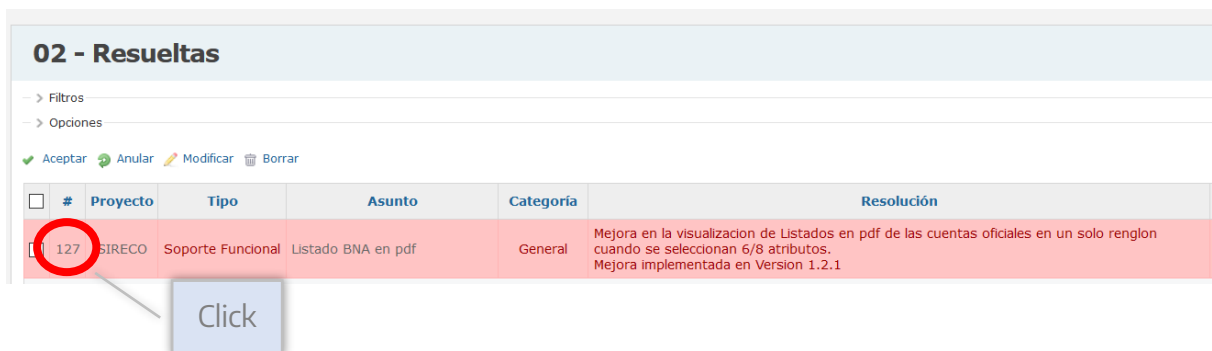 02 - Resueltas
> Filtros
> Opciones
Aceptar Anular Modificar Borrar
# Proyecto Tipo Asunto Categoría Resolución
127 SIRECO Soporte Funcional Listado BNA en pdf General Mejora en la visualizacion de Listados en pdf de las cuentas oficiales en un solo renglon
cuando se seleccionan 6/8 atributos.
Mejora implementada en Version 1.2.1
Click